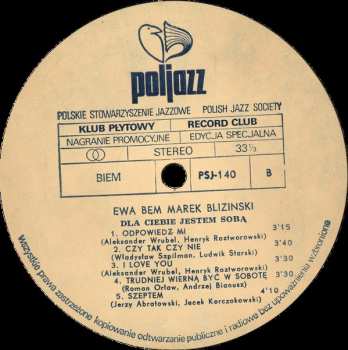 poljazz
POLSKIE STOWARZYSZENIE JAZZOWE POLISH JAZZ SOCIETY
KLUB PŁYTOWY RECORD CLUB
NAGRANIE PROMOCYJNE EDYCJA SPECJALNA
STEREO 33⅓
BIEM PSJ-140 B
EWA BEM MAREK BLIZINSKI
DLA CIEBIE JESTEM SOBĄ
1. ODPOWIEDZ MI 3'15
(Aleksander Wrubel, Henryk Rostworowski)
2. CZY TAK CZY NIE 3'40
(Władysław Szpilman, Ludwik Starski)
3. I LOVE YOU 3'30
(Aleksander Wrubel, Henryk Rostworowski)
4. TRUDNIEJ WIERNĄ BYĆ W SOBOTĘ 3'30
(Roman Orłow, Andrzej Bianusz)
5. SZEPTEM 4'10
(Jerzy Abratowski, Jacek Korczakowski)
Wszystkie prawa zastrzeżone, kopiowanie odtwarzanie publiczne i radiowe bez upoważnienia wzbronione